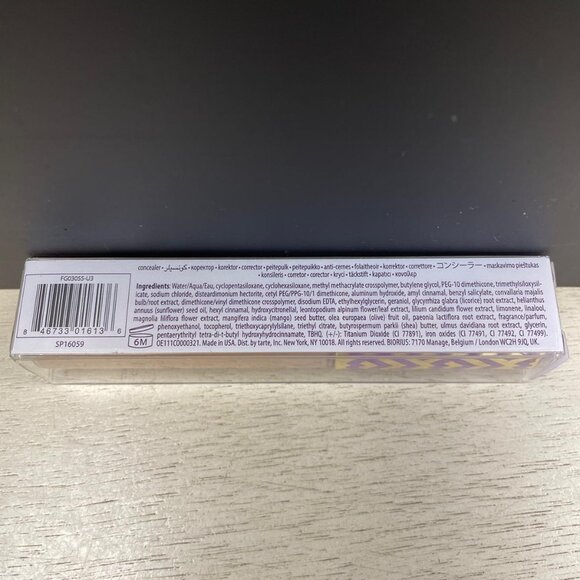 FG030SS-U3
8 46733 01613 6
SP16059
concealer • كونسيلر • коректор • korektor • corrector • peitepuik • peitepuikko • anti-cernes • folaitheoir • korrektor • correttore • コンシーラー • maskavimo pieštukas
• konsileris • corrector • corector • krycí • täckstift • kapatıcı • κονσίλερ
Ingredients: Water/Aqua/Eau, cyclopentasiloxane, cyclohexasiloxane, methyl methacrylate crosspolymer, butylene glycol, PEG-10 dimethicone, trimethylsiloxysil-
icate, sodium chloride, disteardimonium hectorite, cetyl PEG/PPG-10/1 dimethicone, aluminum hydroxide, amyl cinnamal, benzyl salicylate, convallaria majalis
bulb/root extract, dimethicone/vinyl dimethicone crosspolymer, disodium EDTA, ethylhexylglycerin, geraniol, glycyrrhiza glabra (licorice) root extract, helianthus
annuus (sunflower) seed oil, hexyl cinnamal, hydroxycitronellal, leontopodium alpinum flower/leaf extract, lilium candidum flower extract, limonene, linalool,
magnolia liliflora flower extract, mangifera indica (mango) seed butter, olea europaea (olive) fruit oil, paeonia lactiflora root extract, fragrance/parfum,
phenoxyethanol, tocopherol, triethoxycaprylylsilane, triethyl citrate, butyrospermum parkii (shea) butter, ulmus davidiana root extract, glycerin,
pentaerythrityl tetra-di-t-butyl hydroxyhydrocinnamate, TBHQ, (+/-): Titanium Dioxide (CI 77891), iron oxides (CI 77491, CI 77492, CI 77499).
OE111C0000321. Made in USA. Dist. by tarte, Inc. New York, NY 10018. All rights reserved. BIORIUS: 7170 Manage, Belgium / London WC2H 9JQ, UK.
6M